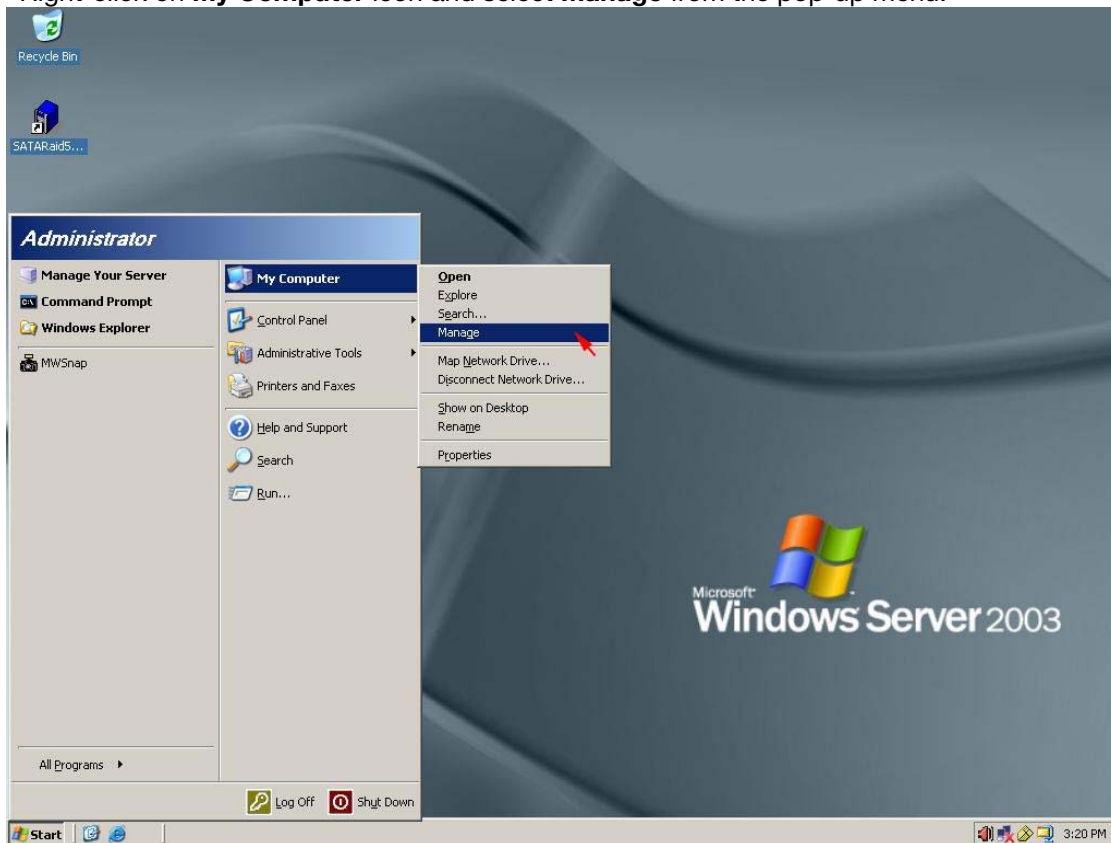 Right-click on My Computer icon and select Manage from the pop-up menu.
Recycle Bin
SATARaid5...
Administrator
Manage Your Server
Command Prompt
Windows Explorer
MWSnap
All Programs
My Computer
Control Panel
Administrative Tools
Printers and Faxes
Help and Support
Search
Run...
Log Off
Shut Down
Open
Explore
Search...
Manage
Map Network Drive...
Disconnect Network Drive...
Show on Desktop
Rename
Properties
Microsoft
Windows Server 2003
Start
3:20 PM